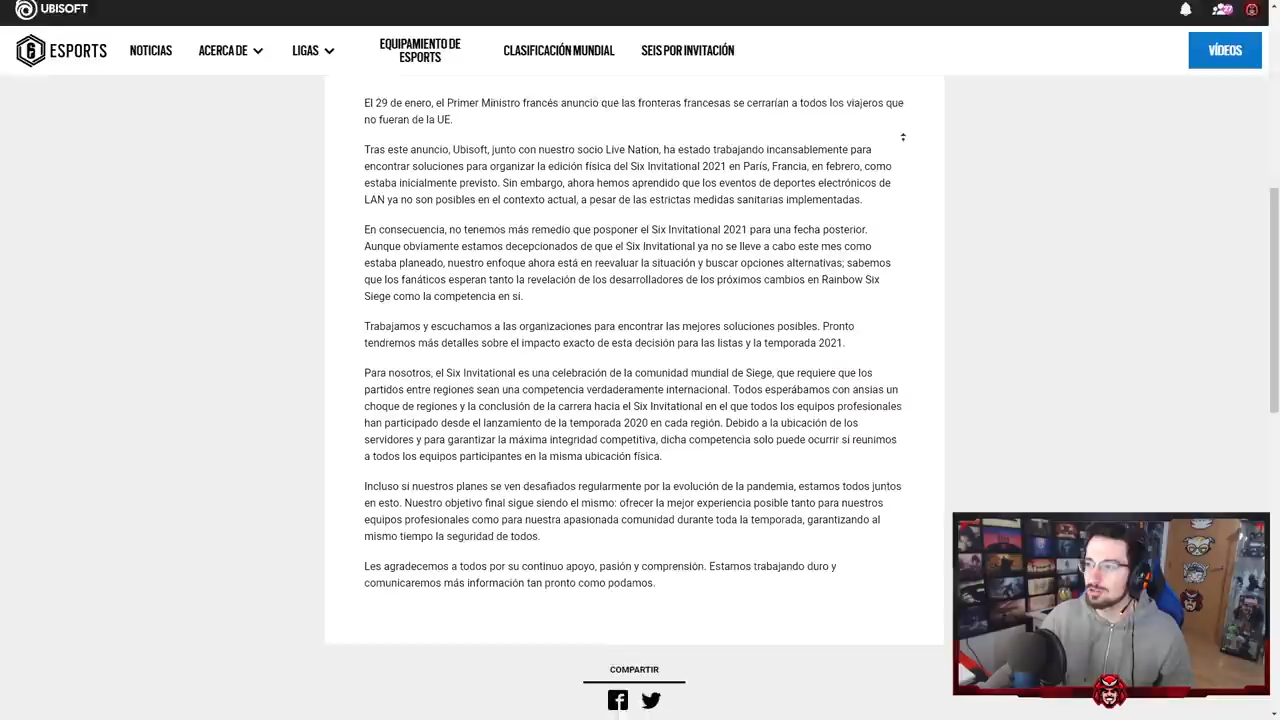 UBISOFT
ESPORTS
NOTICIAS
ACERCA DE
LIGAS
EQUIPAMIENTO DE
ESPORTS
CLASIFICACIÓN MUNDIAL
SEIS POR INVITACIÓN
VÍDEOS
El 29 de enero, el Primer Ministro francés anuncio que las fronteras francesas se cerrarían a todos los viajeros que
no fueran de la UE.
Tras este anuncio, Ubisoft, junto con nuestro socio Live Nation, ha estado trabajando incansablemente para
encontrar soluciones para organizar la edición física del Six Invitational 2021 en París, Francia, en febrero, como
estaba inicialmente previsto. Sin embargo, ahora hemos aprendido que los eventos de deportes electrónicos de
LAN ya no son posibles en el contexto actual, a pesar de las estrictas medidas sanitarias implementadas.
En consecuencia, no tenemos más remedio que posponer el Six Invitational 2021 para una fecha posterior.
Aunque obviamente estamos decepcionados de que el Six Invitational ya no se lleve a cabo este mes como
estaba planeado, nuestro enfoque ahora está en reevaluar la situación y buscar opciones alternativas; sabemos
que los fanáticos esperan tanto la revelación de los desarrolladores de los próximos cambios en Rainbow Six
Siege como la competencia en si.
Trabajamos y escuchamos a las organizaciones para encontrar las mejores soluciones posibles. Pronto
tendremos más detalles sobre el impacto exacto de esta decisión para las listas y la temporada 2021.
Para nosotros, el Six Invitational es una celebración de la comunidad mundial de Siege, que requiere que los
partidos entre regiones sean una competencia verdaderamente internacional. Todos esperábamos con ansias un
choque de regiones y la conclusión de la carrera hacia el Six Invitational en el que todos los equipos profesionales
han participado desde el lanzamiento de la temporada 2020 en cada región. Debido a la ubicación de los
servidores y para garantizar la máxima integridad competitiva, dicha competencia solo puede ocurrir si reunimos
a todos los equipos participantes en la misma ubicación física.
Incluso si nuestros planes se ven desafiados regularmente por la evolución de la pandemia, estamos todos juntos
en esto. Nuestro objetivo final sigue siendo el mismo: ofrecer la mejor experiencia posible tanto para nuestros
equipos profesionales como para nuestra apasionada comunidad durante toda la temporada, garantizando al
mismo tiempo la seguridad de todos.
Les agradecemos a todos por su continuo apoyo, pasión y comprensión. Estamos trabajando duro y
comunicaremos más información tan pronto como podamos.
COMPARTIR